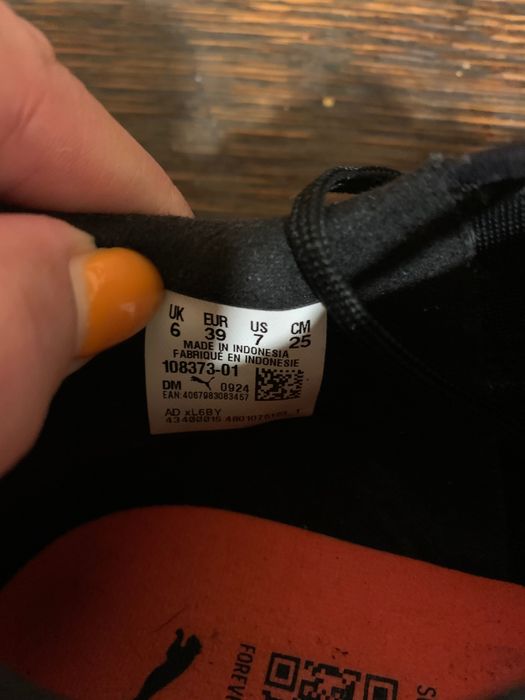 UK EUR US CM
6 39 7 25
MADE IN INDONESIA
FABRIQUÉ EN INDONESIE
108373-01
DM 0924
EAN:4067983083457
AD xL6BY
FOREVE